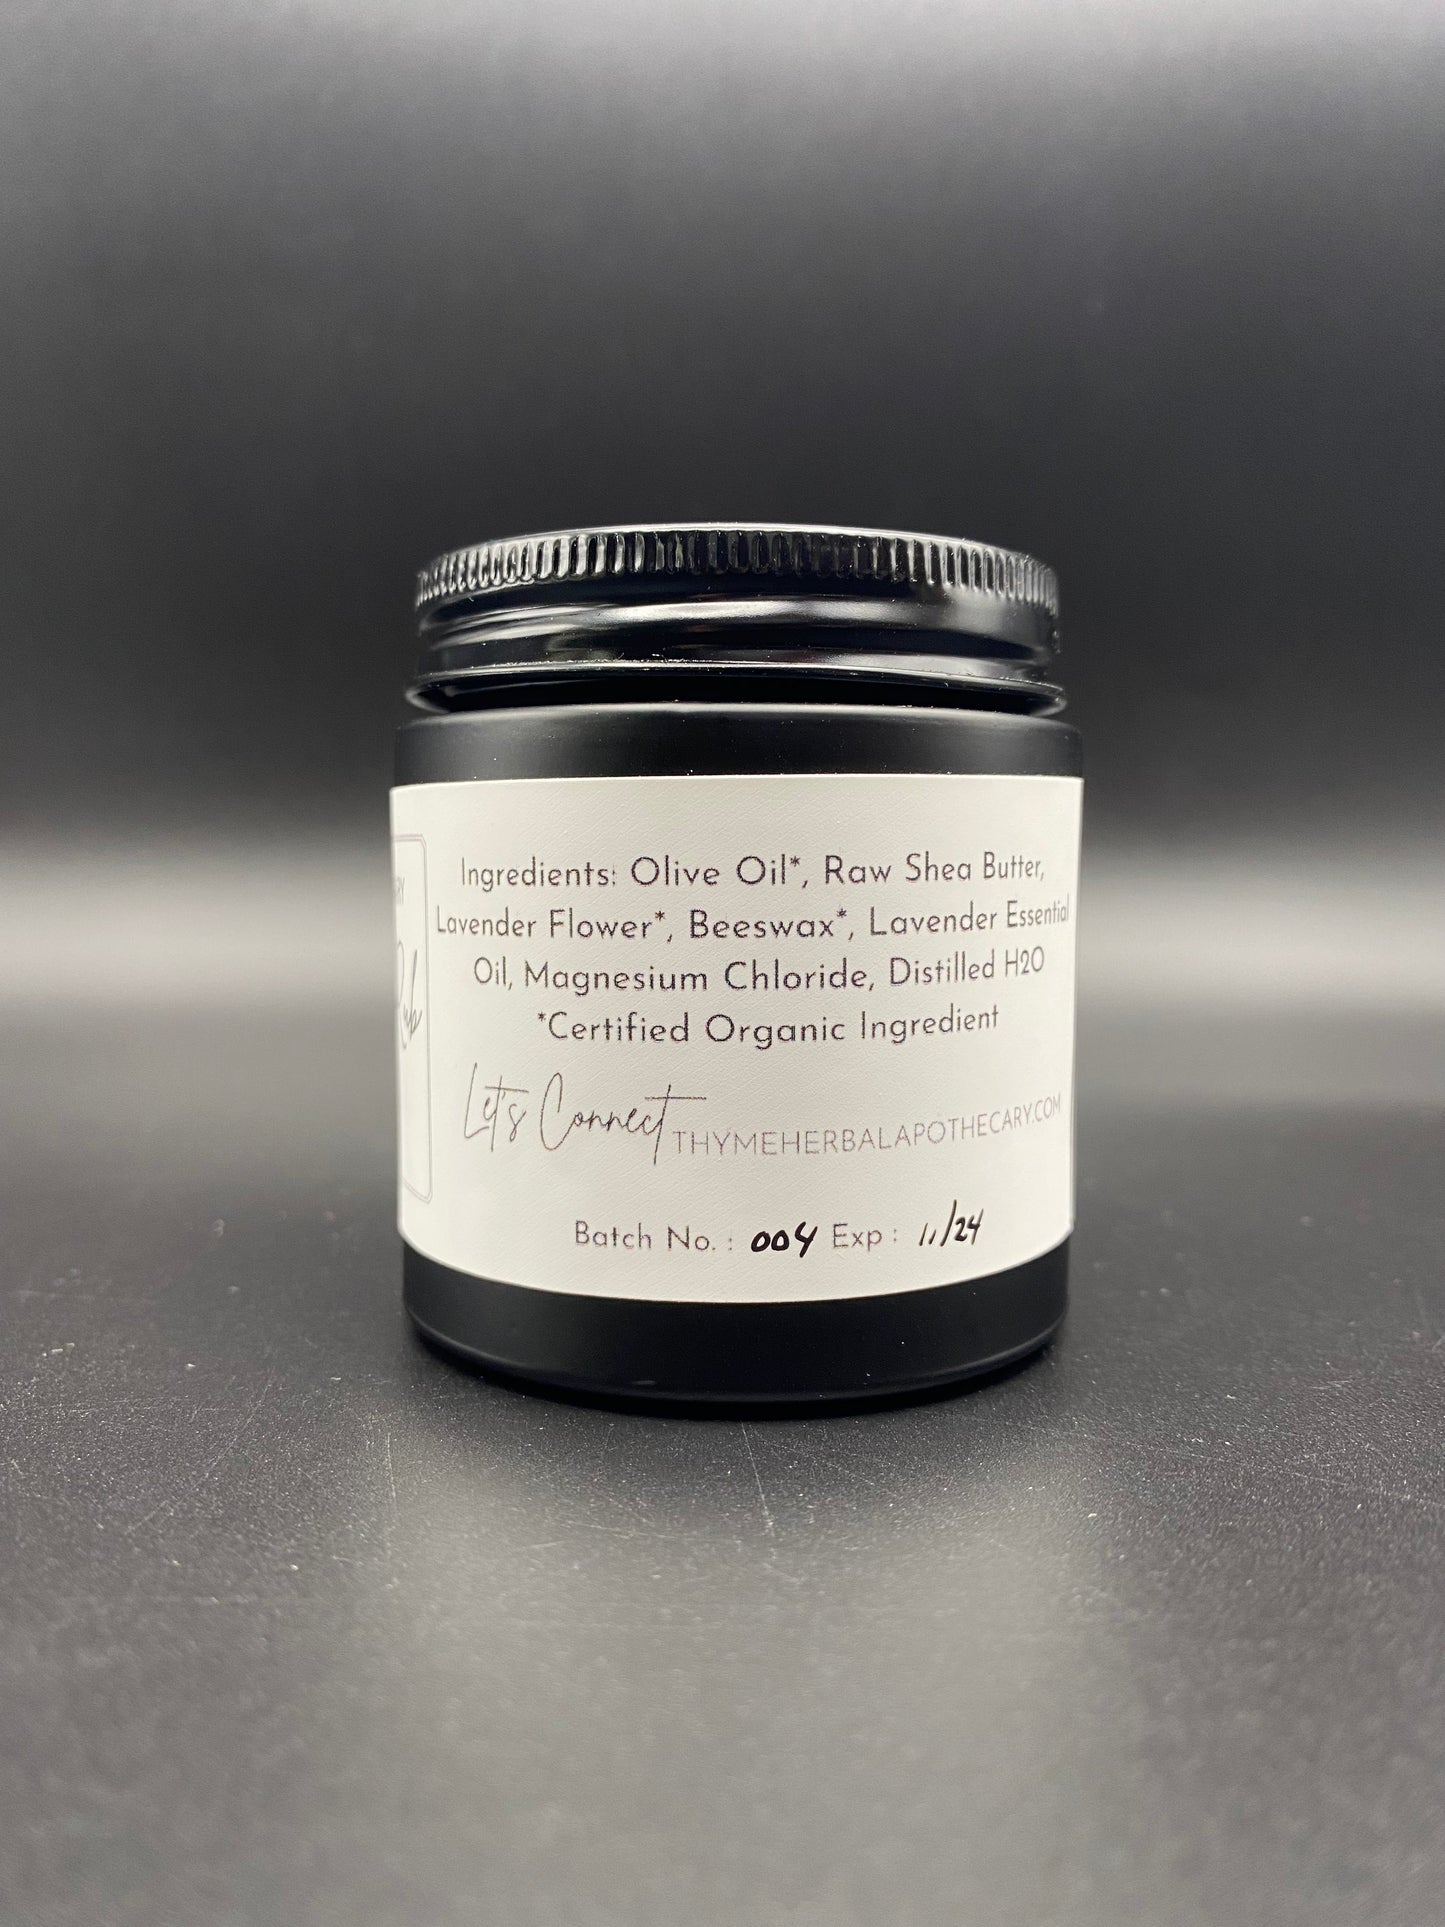 Ingredients: Olive Oil*, Raw Shea Butter,
Lavender Flower*, Beeswax*, Lavender Essential
Oil, Magnesium Chloride, Distilled H2O
*Certified Organic Ingredient
Let's Connect THYMEHERBALAPOTHECARY.COM
Batch No. : 004 Exp : 11/24